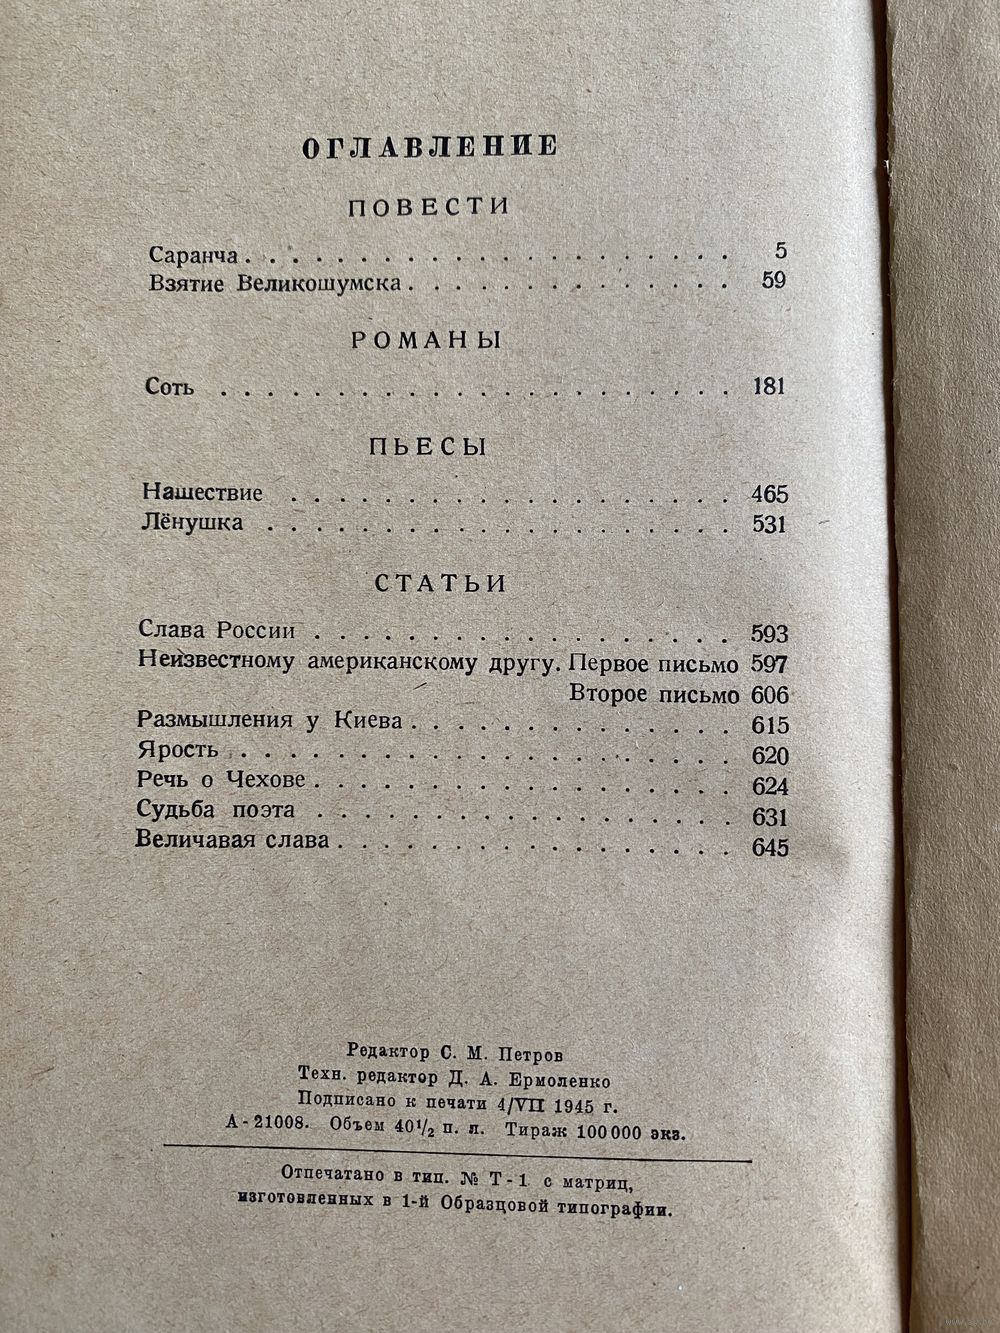 ОГЛАВЛЕНИЕ
ПОВЕСТИ
Саранча . . . . . . . . . . . . . . . . . . . . . 5
Взятие Великошумска . . . . . . . . . . . . . . 59
РОМАНЫ
Соть . . . . . . . . . . . . . . . . . . . . . . 181
ПЬЕСЫ
Нашествие . . . . . . . . . . . . . . . . . . . 465
Лёнушка . . . . . . . . . . . . . . . . . . . . 531
СТАТЬИ
Слава России . . . . . . . . . . . . . . . . . . 593
Неизвестному американскому другу. Первое письмо 597
Второе письмо 606
Размышления у Киева . . . . . . . . . . . . . . 615
Ярость . . . . . . . . . . . . . . . . . . . . . 620
Речь о Чехове . . . . . . . . . . . . . . . . . . 624
Судьба поэта . . . . . . . . . . . . . . . . . . 631
Величавая слава . . . . . . . . . . . . . . . . . 645
Редактор С. М. Петров
Техн. редактор Д. А. Ермоленко
Подписано к печати 4/VII 1945 г.
А-21008. Объем 40½ п. л. Тираж 100 000 экз.
Отпечатано в тип. № Т-1 с матриц,
изготовленных в 1-й Образцовой типографии.